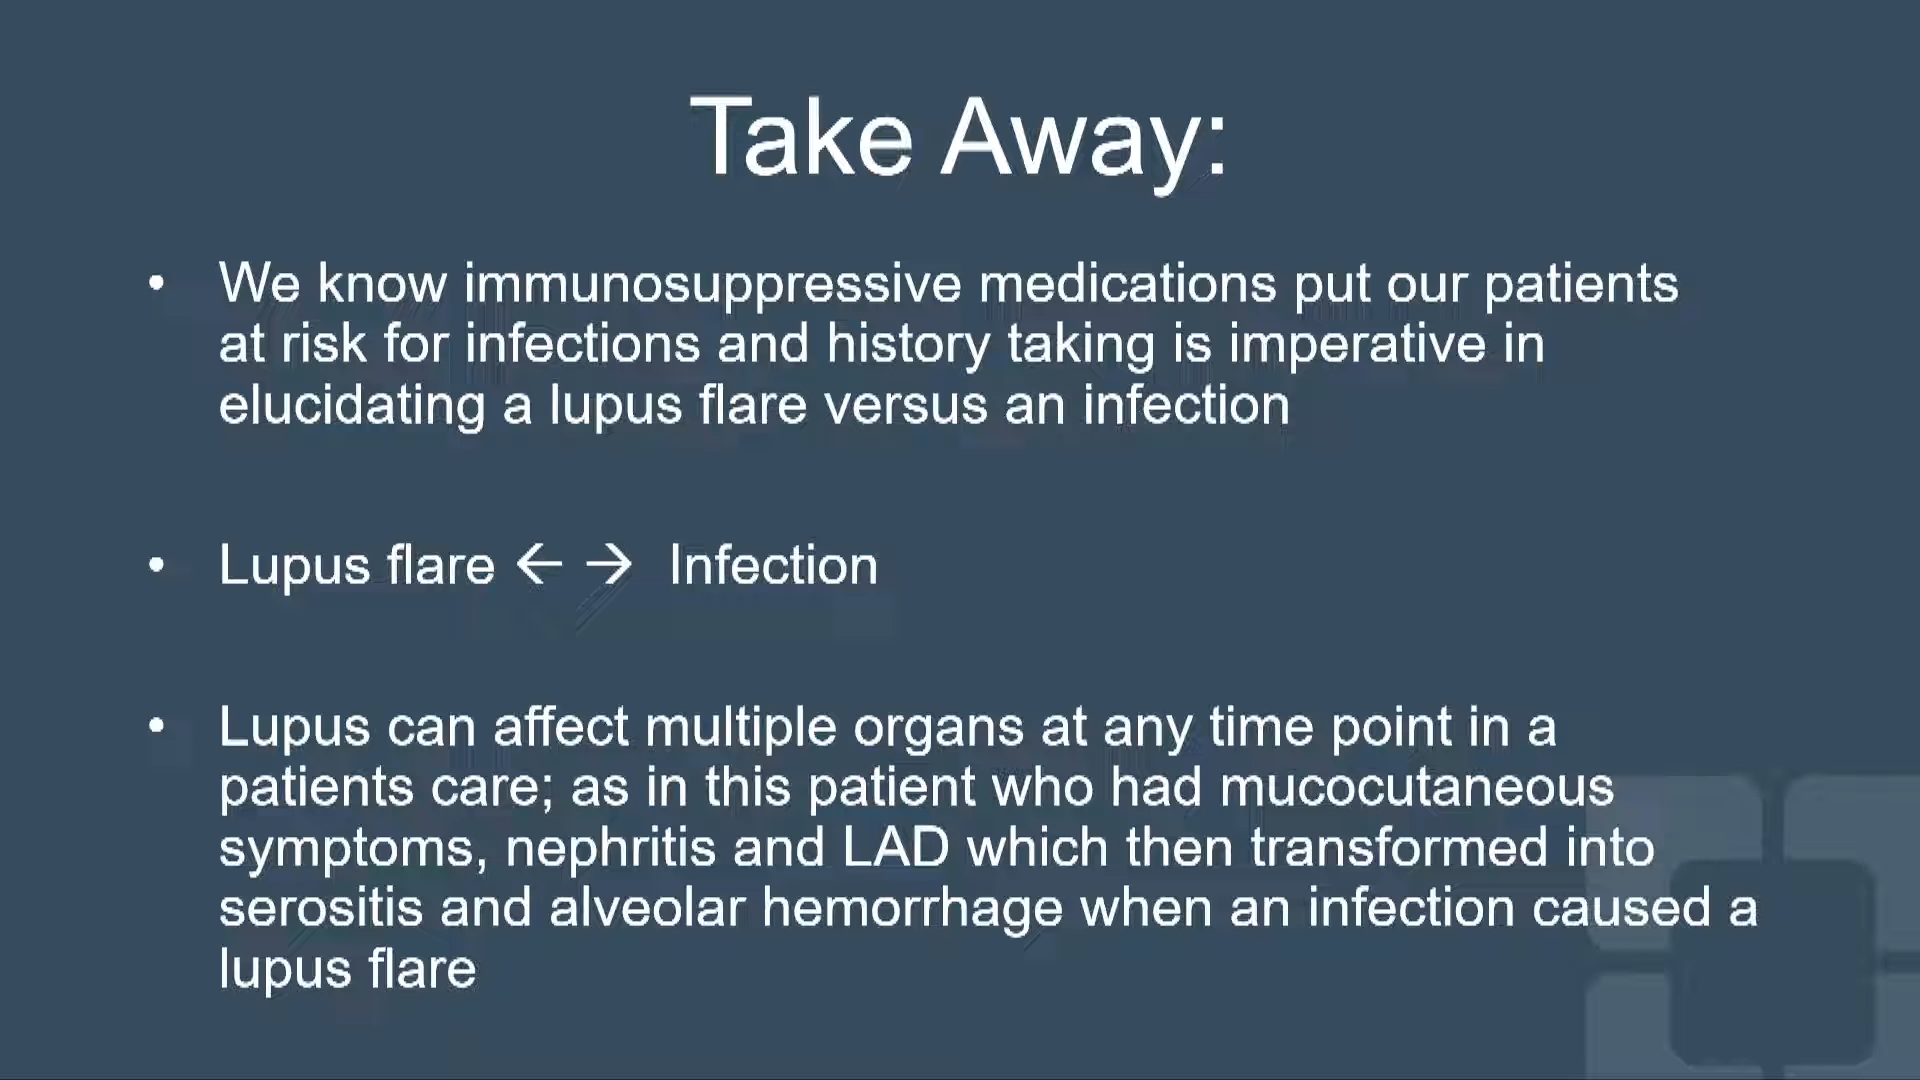 Take Away:
• We know immunosuppressive medications put our patients
at risk for infections and history taking is imperative in
elucidating a lupus flare versus an infection
• Lupus flare ← → Infection
• Lupus can affect multiple organs at any time point in a
patients care; as in this patient who had mucocutaneous
symptoms, nephritis and LAD which then transformed into
serositis and alveolar hemorrhage when an infection caused a
lupus flare